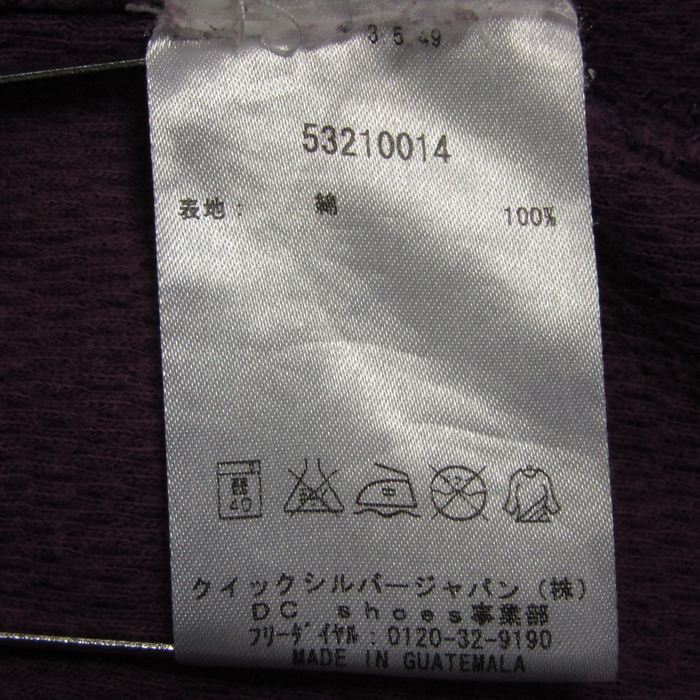 3 5 49
53210014
表地: 綿 100%
40
中
クイックシルバージャパン(株)
DC shoes事業部
フリーダイヤル:0120-32-9190
MADE IN GUATEMALA